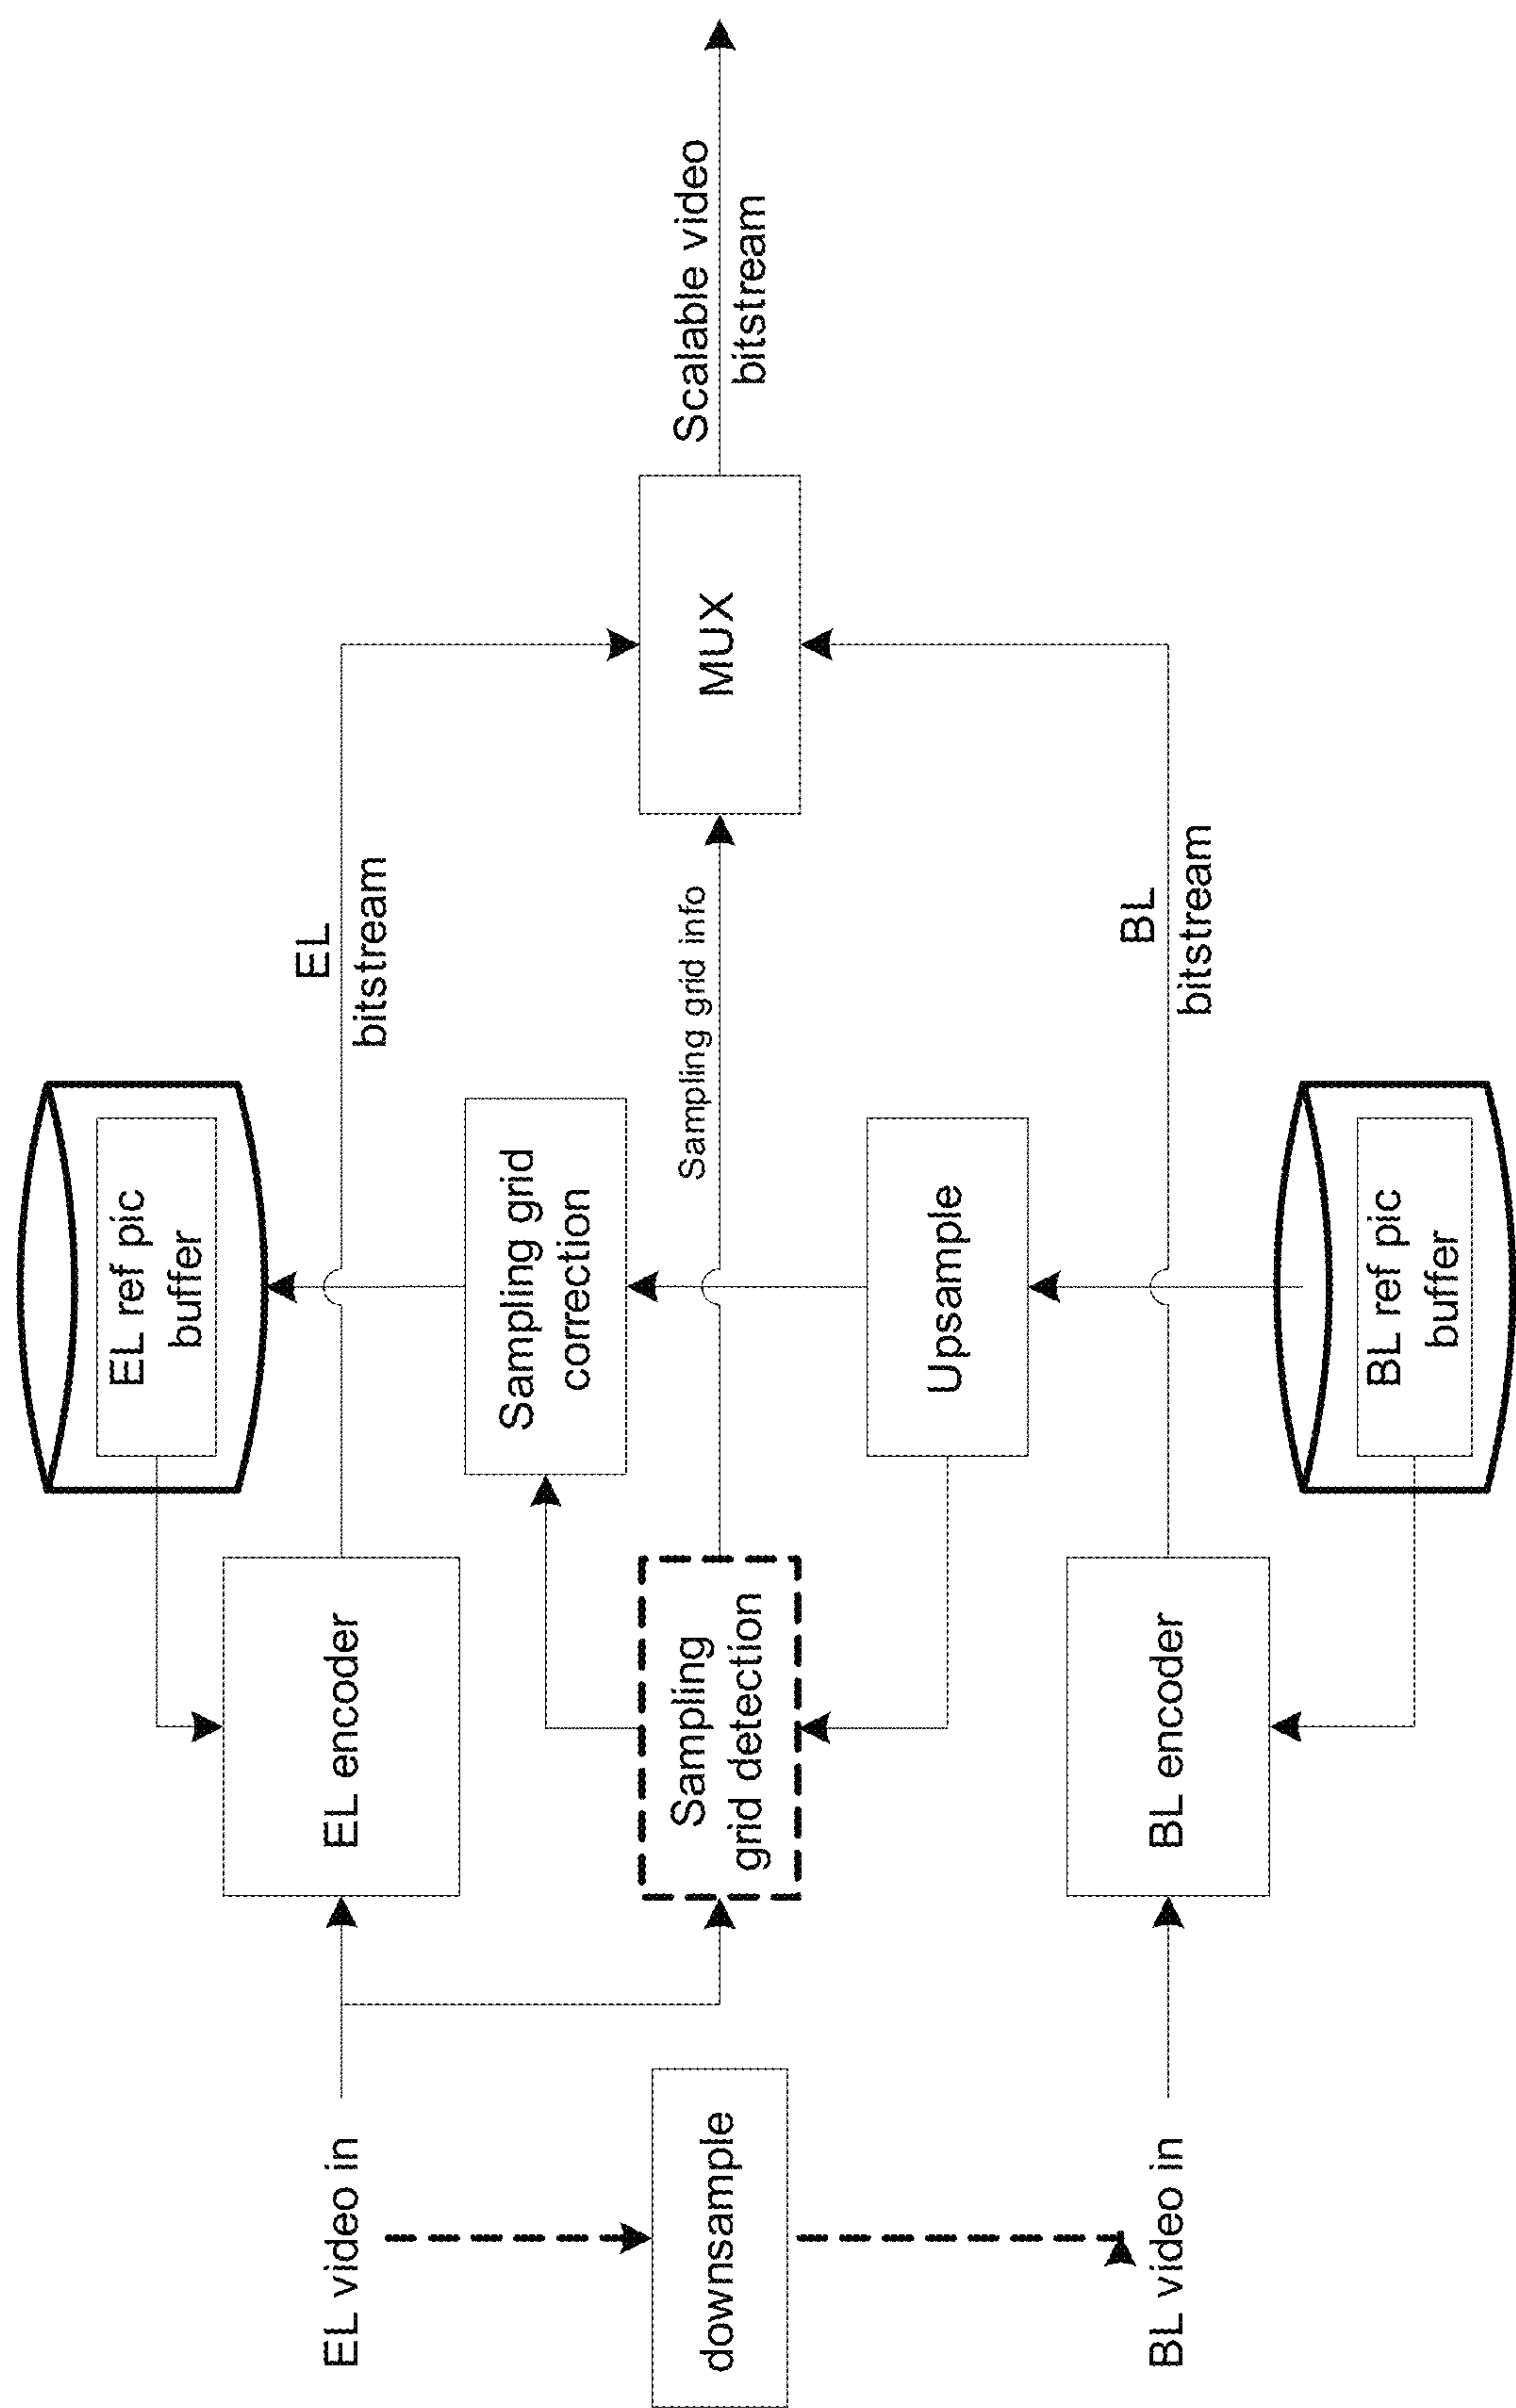 EL video in
downsample
BL video in
EL encoder
Sampling
grid detection
BL encoder
EL ref pic
buffer
Sampling grid
correction
Upsample
BL ref pic
buffer
EL
bitstream
Sampling grid info
BL
bitstream
MUX
Scalable video
bitstream